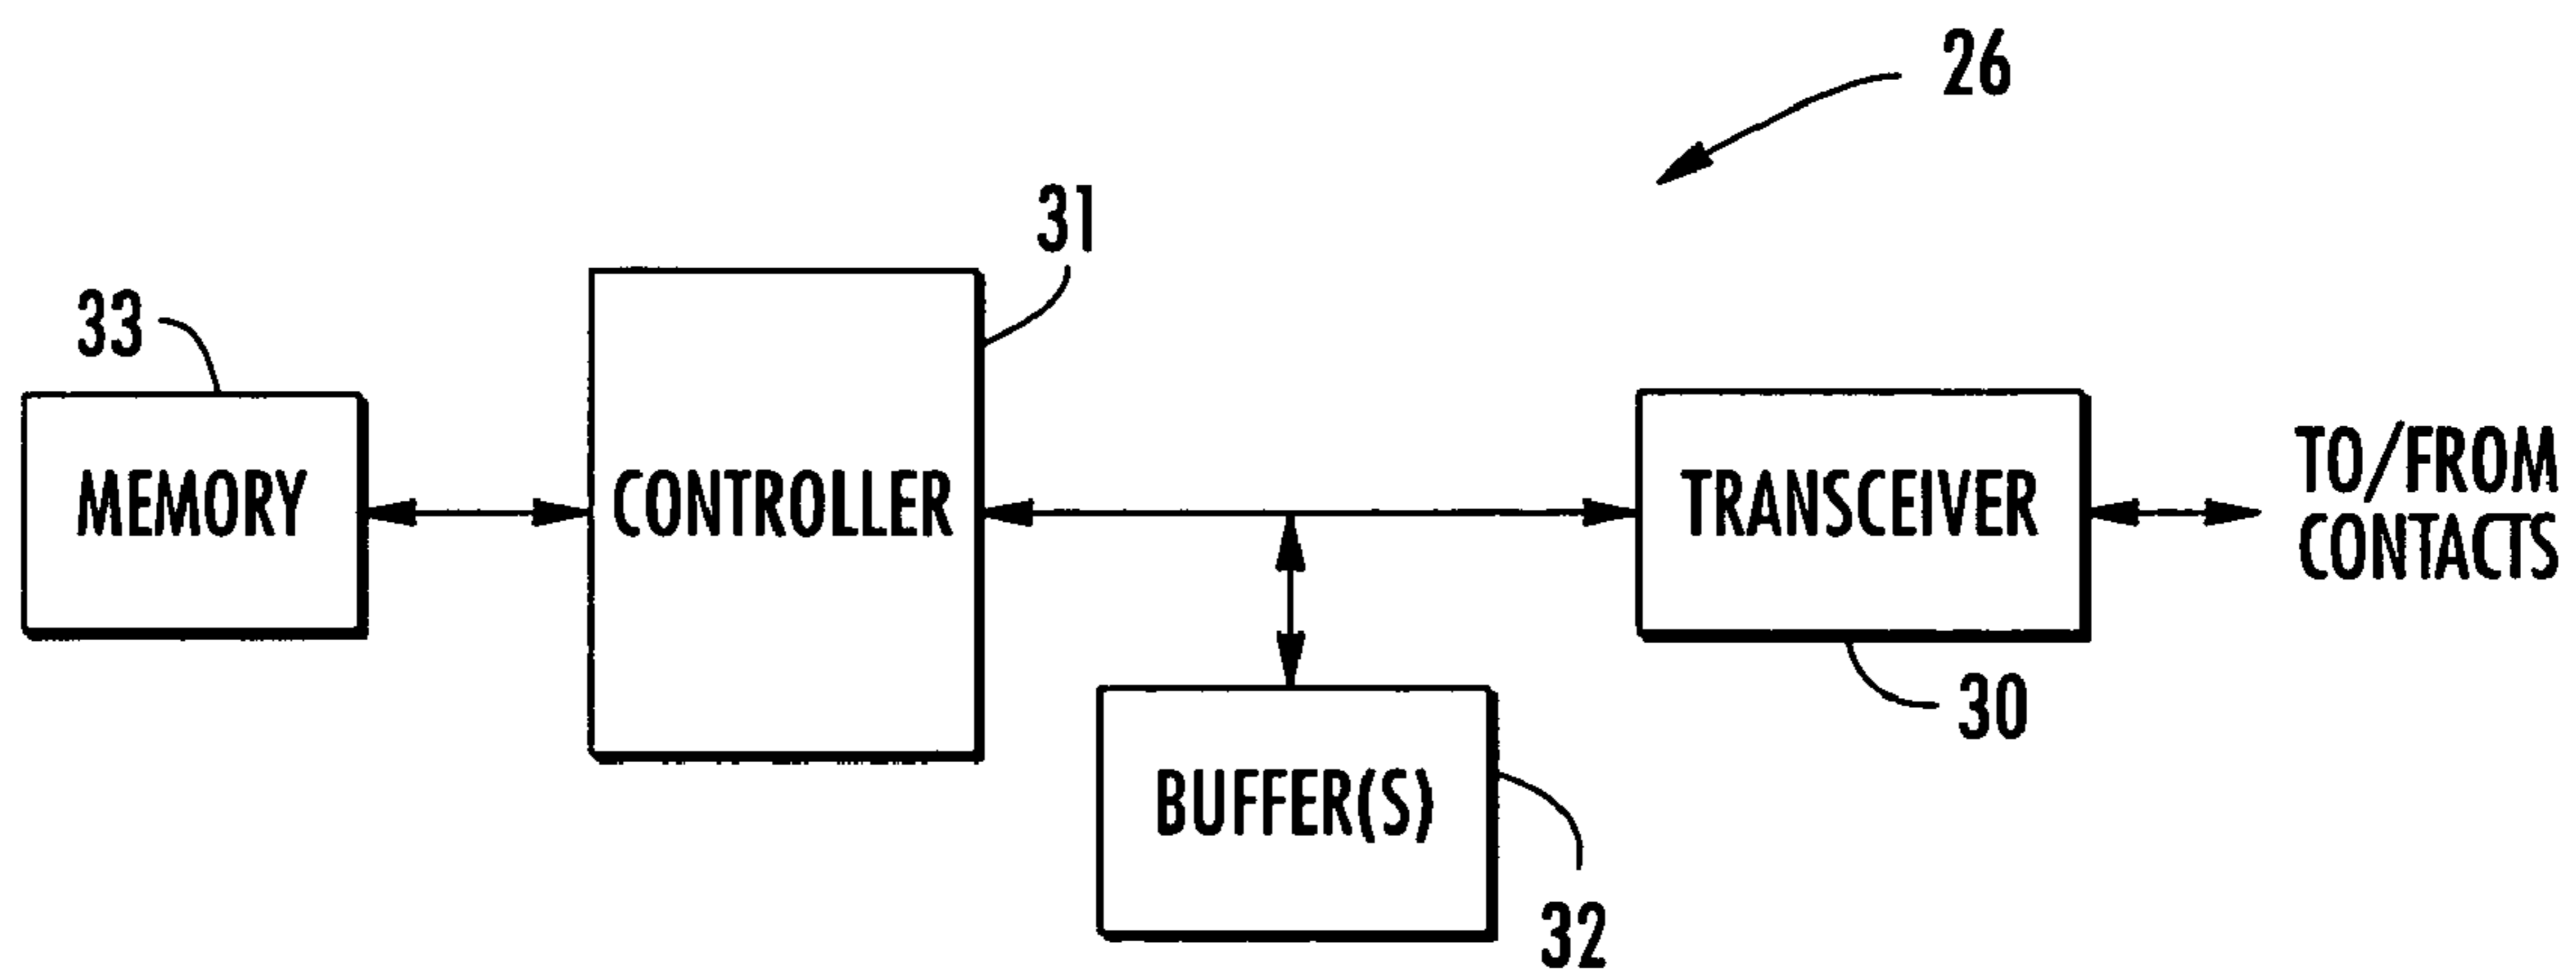 26
31
33
MEMORY
CONTROLLER
TRANSCEIVER
TO/FROM
CONTACTS
30
BUFFER(S)
32